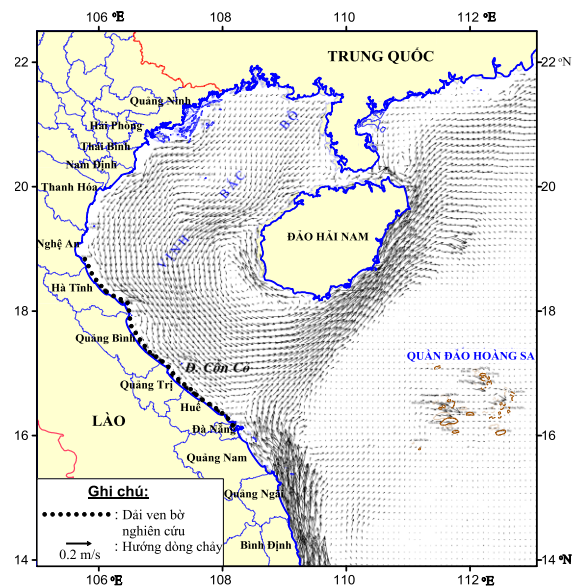 106 °E 108 110 112 °E
22 22 °N
TRUNG QUỐC
Quảng Ninh
Hải Phòng
BỘ
Thái Bình
Nam Định
BẮC
Thanh Hóa
20 20
VỊNH
ĐẢO HẢI NAM
Nghệ An
Hà Tĩnh
18 18
Quảng Bình
QUẦN ĐẢO HOÀNG SA
Đ. Cồn Cỏ
Quảng Trị
Huế
LÀO
Đà Nẵng
16 16
Quảng Nam
Ghi chú:
Quảng Ngãi
: Dải ven bờ
nghiên cứu
: Hướng dòng chảy
0.2 m/s
Bình Định
14 14
106 °E 108 110 112 °E